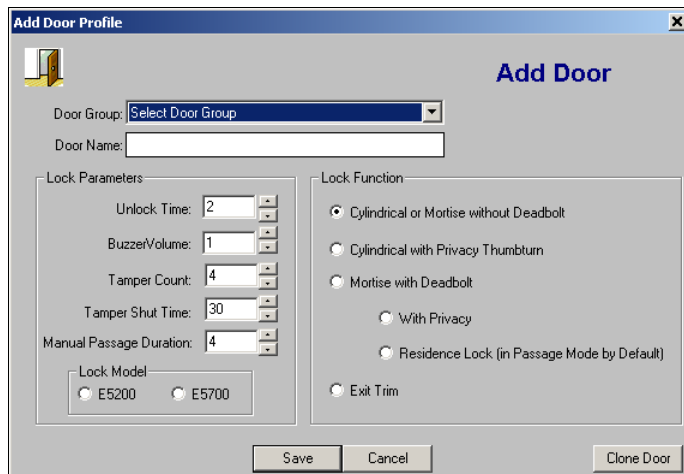 Add Door Profile
Add Door
Door Group: Select Door Group
Door Name:
Lock Parameters
Unlock Time: 2
BuzzerVolume: 1
Tamper Count: 4
Tamper Shut Time: 30
Manual Passage Duration: 4
Lock Model
E5200 E5700
Lock Function
Cylindrical or Mortise without Deadbolt
Cylindrical with Privacy Thumbturn
Mortise with Deadbolt
With Privacy
Residence Lock (in Passage Mode by Default)
Exit Trim
Save Cancel Clone Door